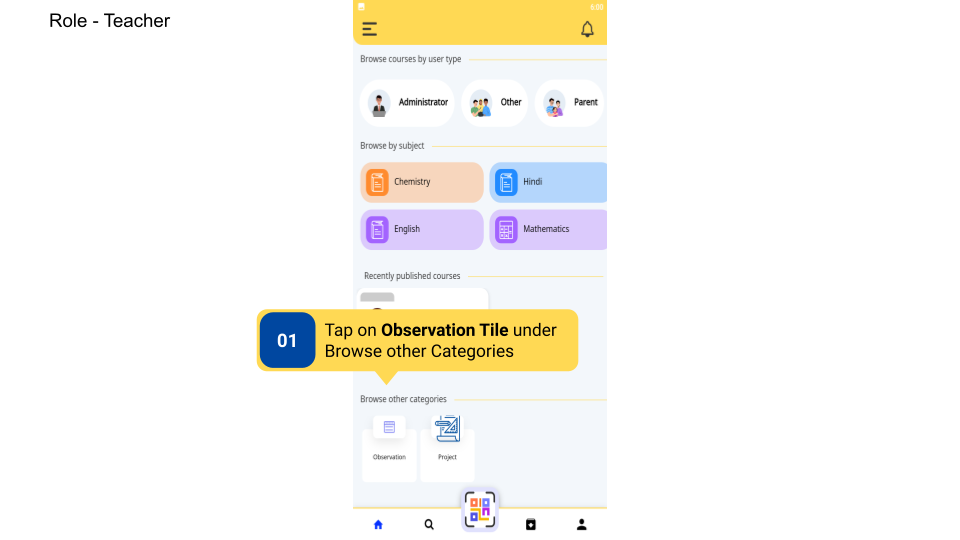 Role - Teacher
6:00
Browse courses by user type
Administrator
Other
Parent
Browse by subject
Chemistry
Hindi
English
Mathematics
Recently published courses
01
Tap on Observation Tile under
Browse other Categories
Browse other categories
Observation
Project